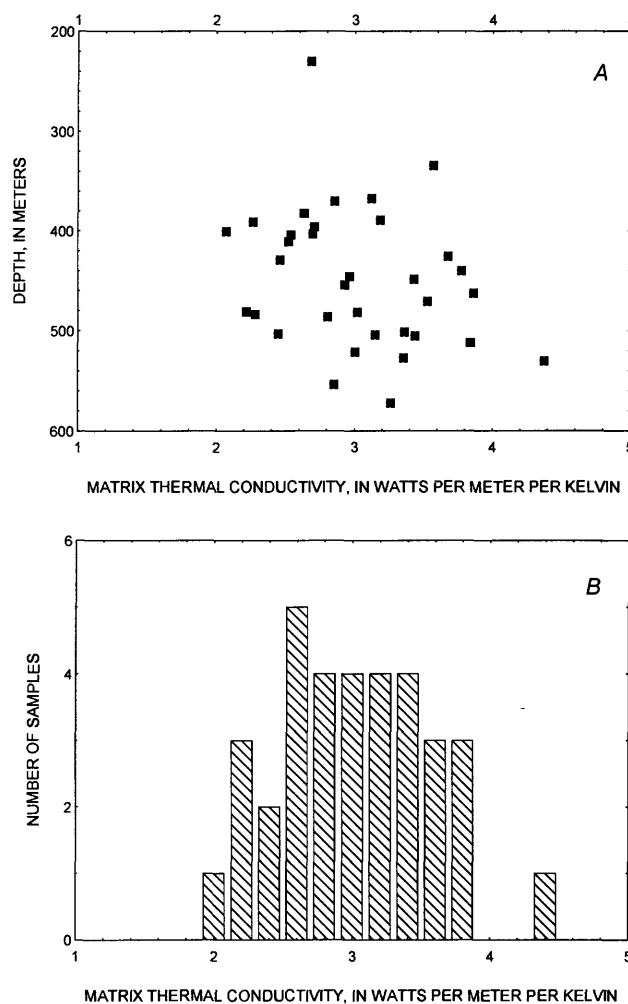 1 2 3 4 5
200
300
400
500
600
DEPTH, IN METERS
A
1 2 3 4 5
MATRIX THERMAL CONDUCTIVITY, IN WATTS PER METER PER KELVIN
6
4
2
0
NUMBER OF SAMPLES
B
1 2 3 4 5
MATRIX THERMAL CONDUCTIVITY, IN WATTS PER METER PER KELVIN